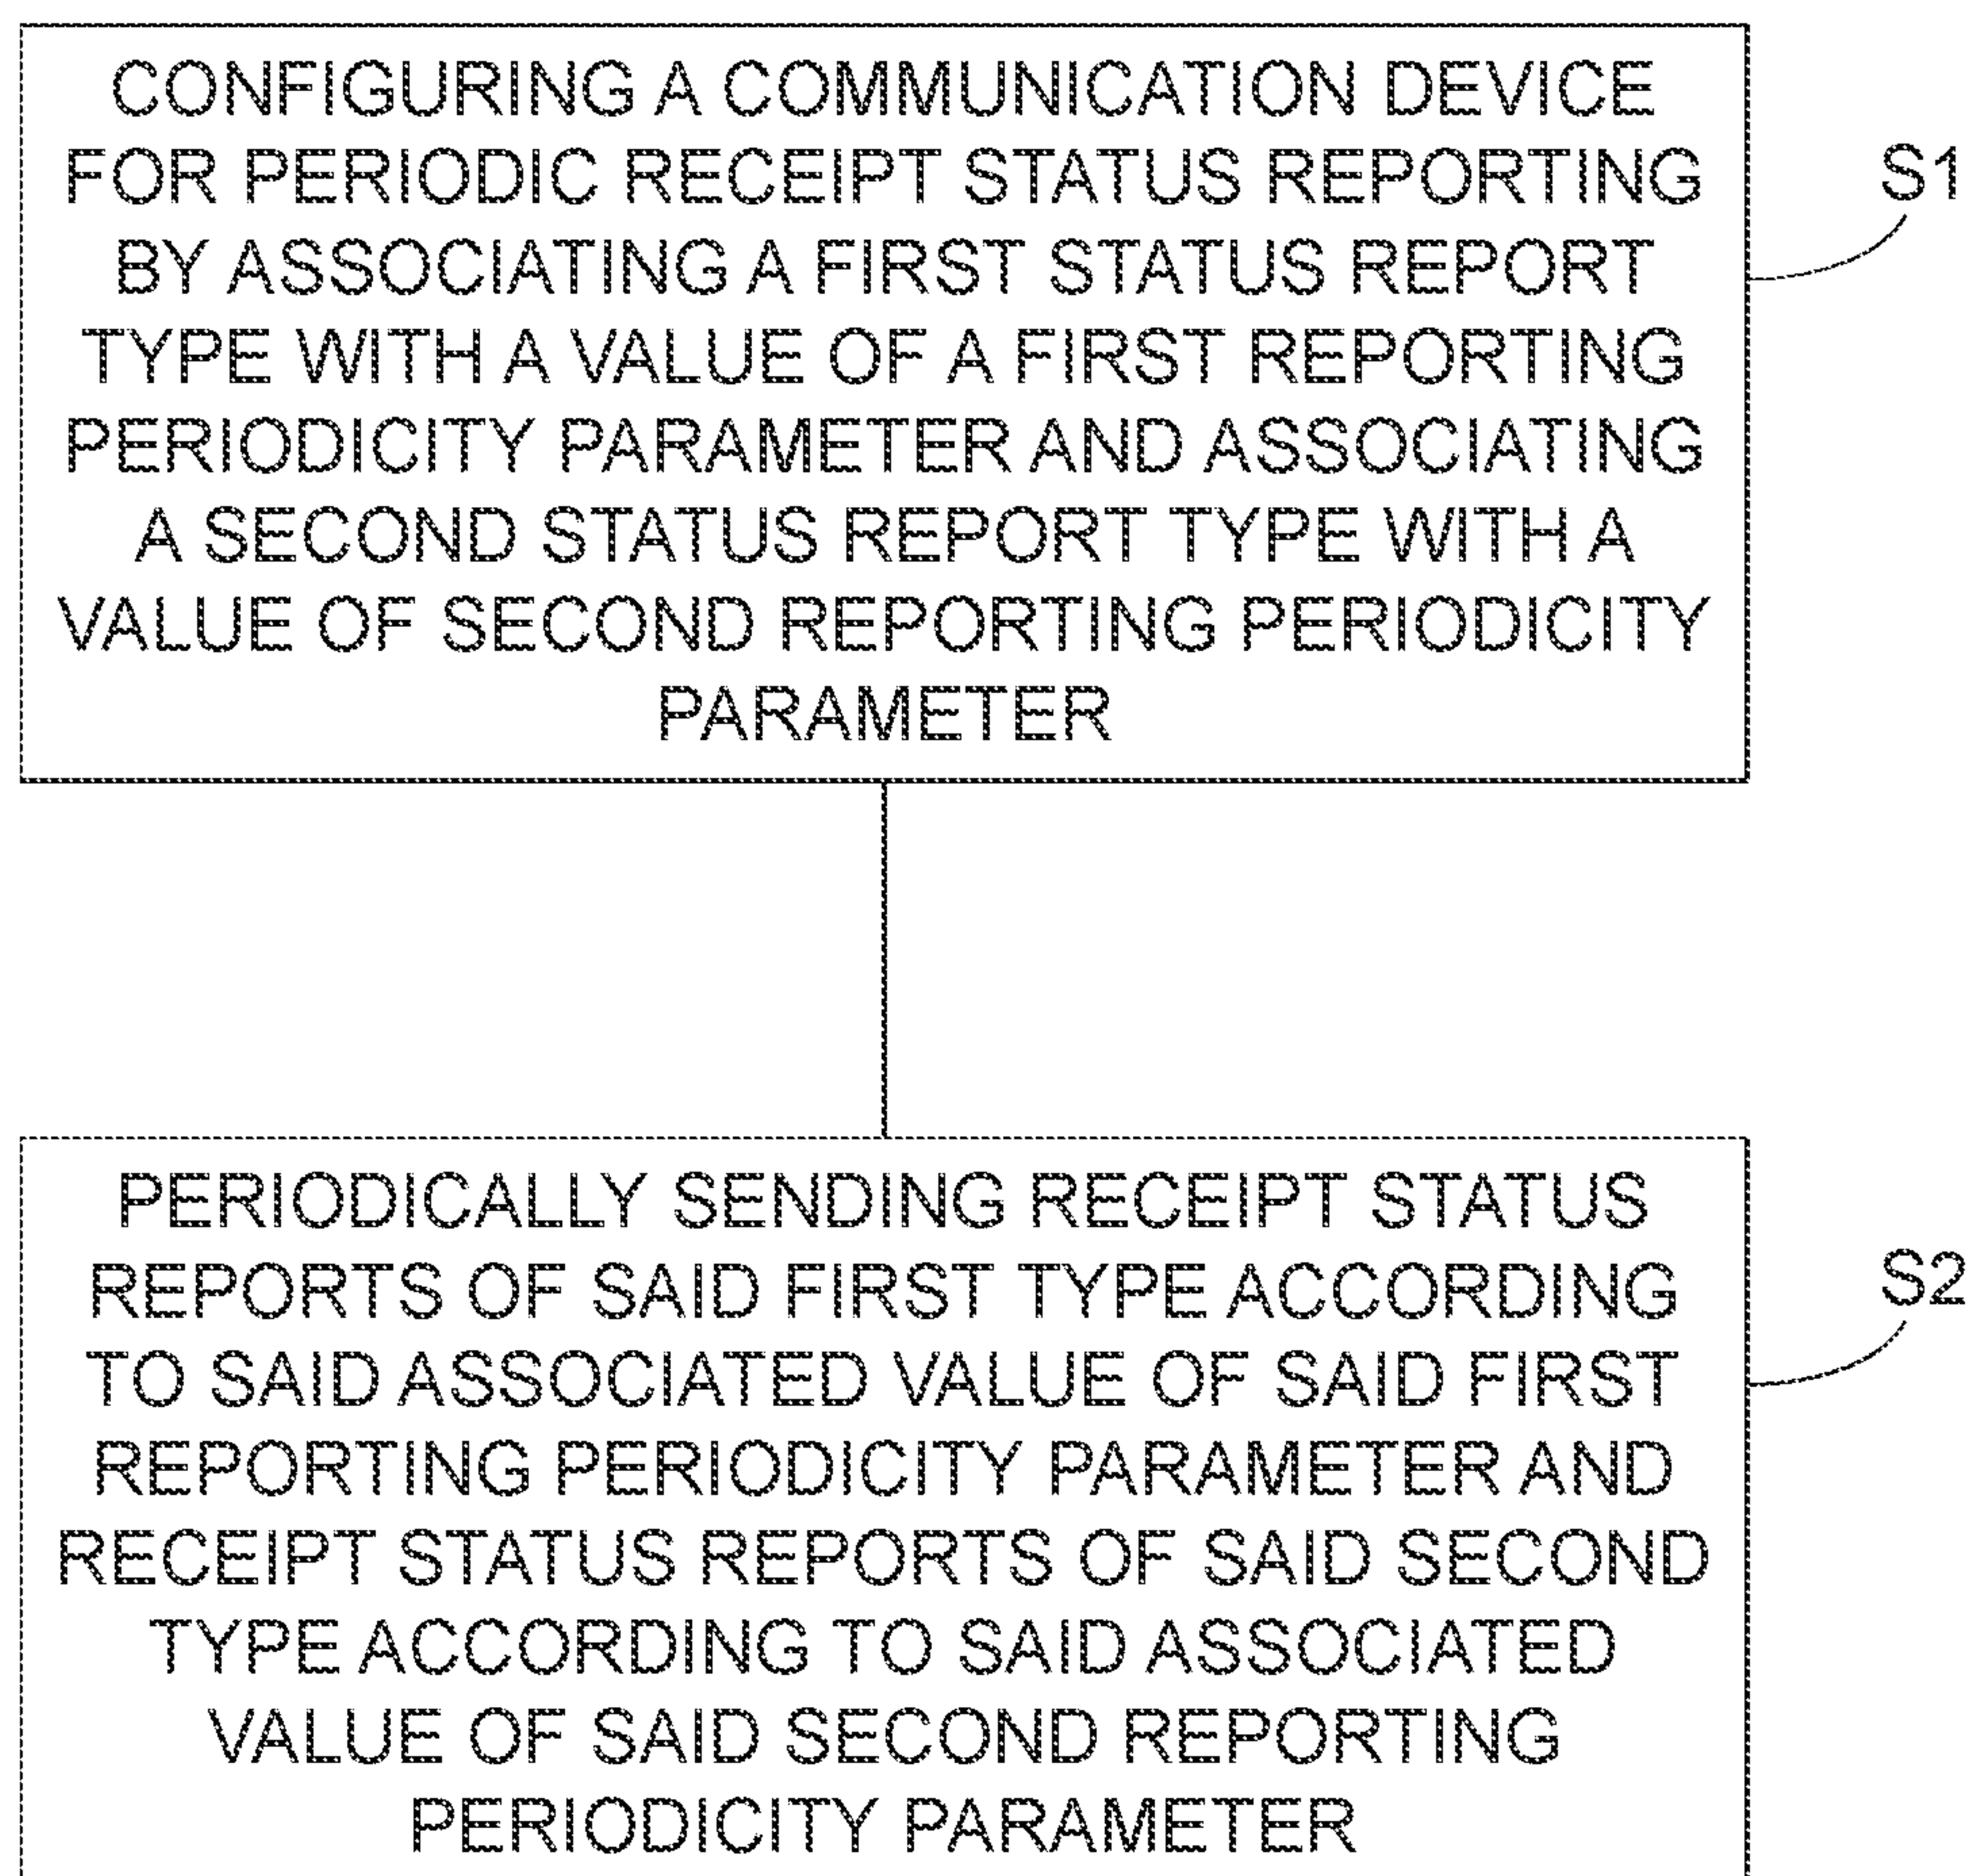 CONFIGURING A COMMUNICATION DEVICE
FOR PERIODIC RECEIPT STATUS REPORTING
BY ASSOCIATING A FIRST STATUS REPORT
TYPE WITH A VALUE OF A FIRST REPORTING
PERIODICITY PARAMETER AND ASSOCIATING
A SECOND STATUS REPORT TYPE WITH A
VALUE OF SECOND REPORTING PERIODICITY
PARAMETER
S1
PERIODICALLY SENDING RECEIPT STATUS
REPORTS OF SAID FIRST TYPE ACCORDING
TO SAID ASSOCIATED VALUE OF SAID FIRST
REPORTING PERIODICITY PARAMETER AND
RECEIPT STATUS REPORTS OF SAID SECOND
TYPE ACCORDING TO SAID ASSOCIATED
VALUE OF SAID SECOND REPORTING
PERIODICITY PARAMETER
S2